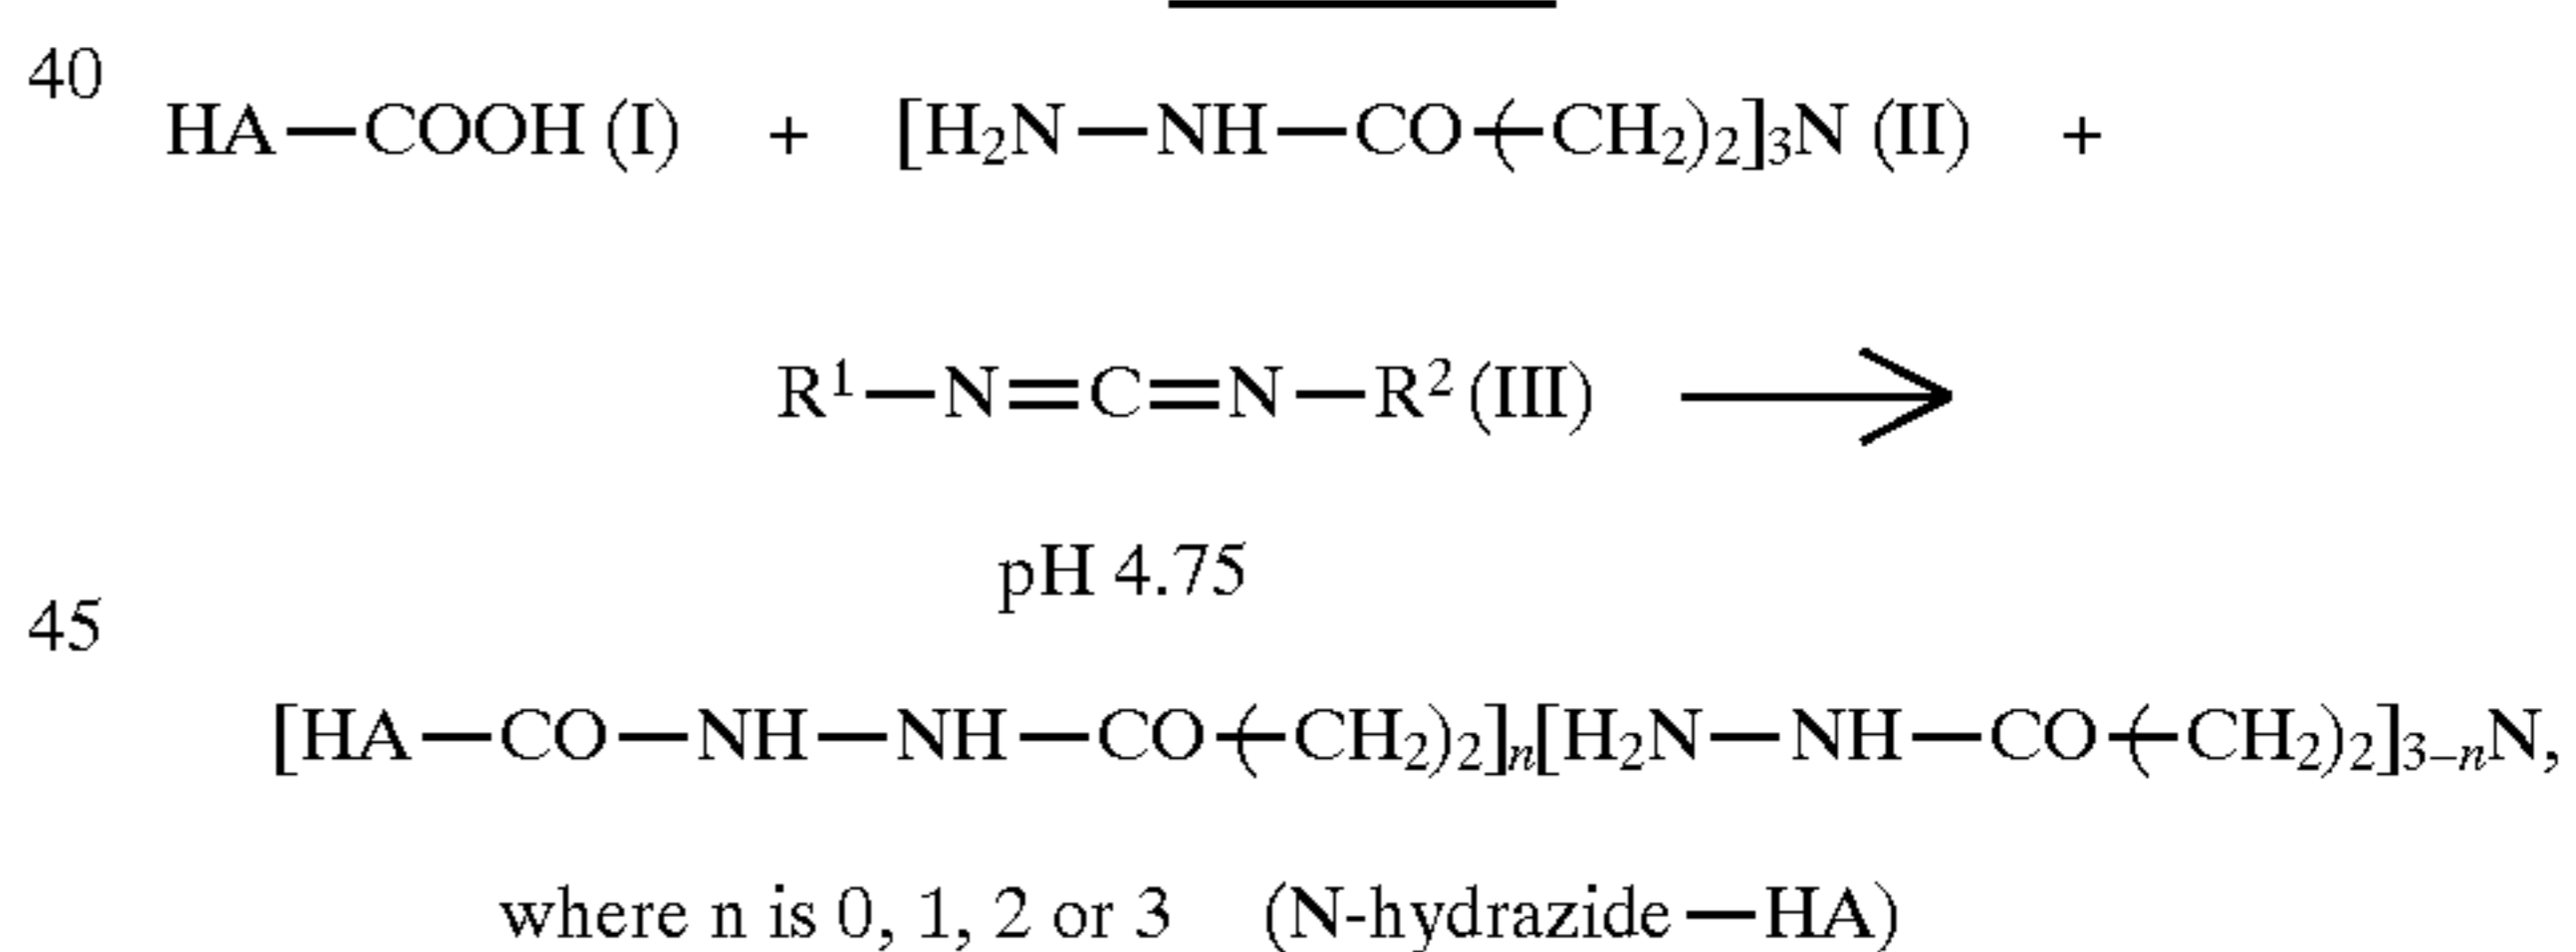 40
HA—COOH (I) + [H₂N—NH—CO—(CH₂)₂]₃N (II) +
R¹—N=C=N—R² (III) ⟶
pH 4.75
45
[HA—CO—NH—NH—CO—(CH₂)₂]ₙ[H₂N—NH—CO—(CH₂)₂]₃₋ₙN,
where n is 0, 1, 2 or 3 (N-hydrazide—HA)